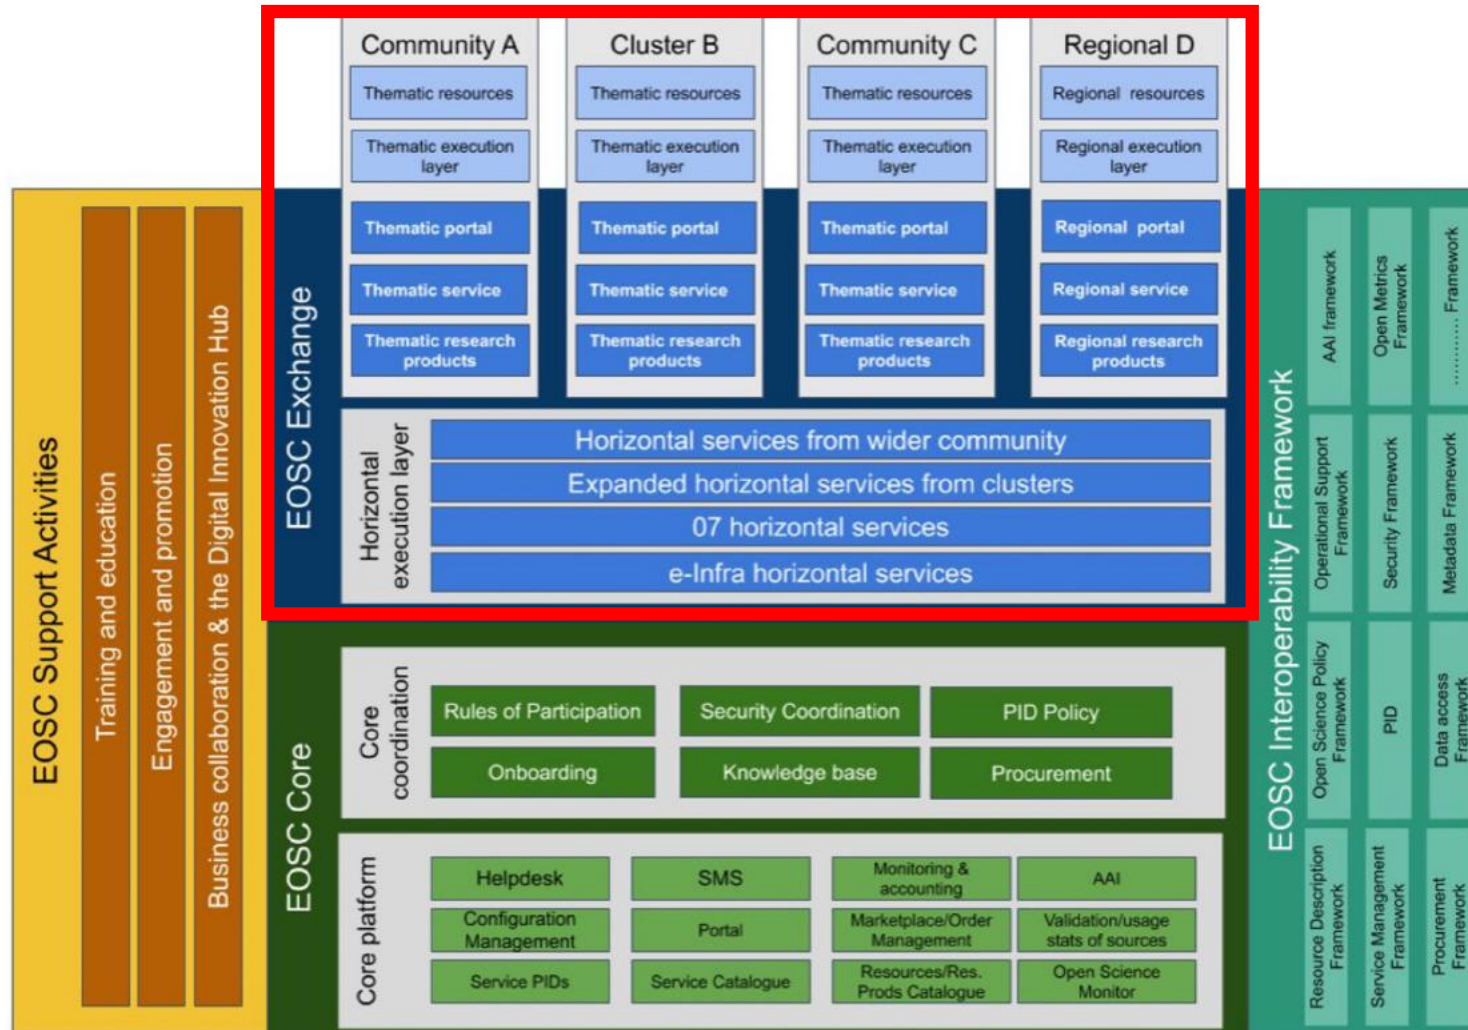 Community A
Cluster B
Community C
Regional D
Thematic resources
Thematic resources
Thematic resources
Regional resources
Thematic execution
layer
Thematic execution
layer
Thematic execution
layer
Regional execution
layer
Thematic portal
Thematic portal
Thematic portal
Regional portal
Thematic service
Thematic service
Thematic service
Regional service
Thematic research
products
Thematic research
products
Thematic research
products
Regional research
products
EOSC Exchange
Horizontal
execution layer
Horizontal services from wider community
Expanded horizontal services from clusters
07 horizontal services
e-Infra horizontal services
EOSC Support Activities
Training and education
Engagement and promotion
Business collaboration & the Digital Innovation Hub
EOSC Core
Core
coordination
Rules of Participation
Security Coordination
PID Policy
Onboarding
Knowledge base
Procurement
Core platform
Helpdesk
SMS
Monitoring &
accounting
AAI
Configuration
Management
Portal
Marketplace/Order
Management
Validation/usage
stats of sources
Service PIDs
Service Catalogue
Resources/Res.
Prods Catalogue
Open Science
Monitor
EOSC Interoperability Framework
AAI framework
Open Metrics
Framework
............ Framework
Operational Support
Framework
Security Framework
Metadata Framework
Open Science Policy
Framework
PID
Data access
Framework
Resource Description
Framework
Service Management
Framework
Procurement
Framework